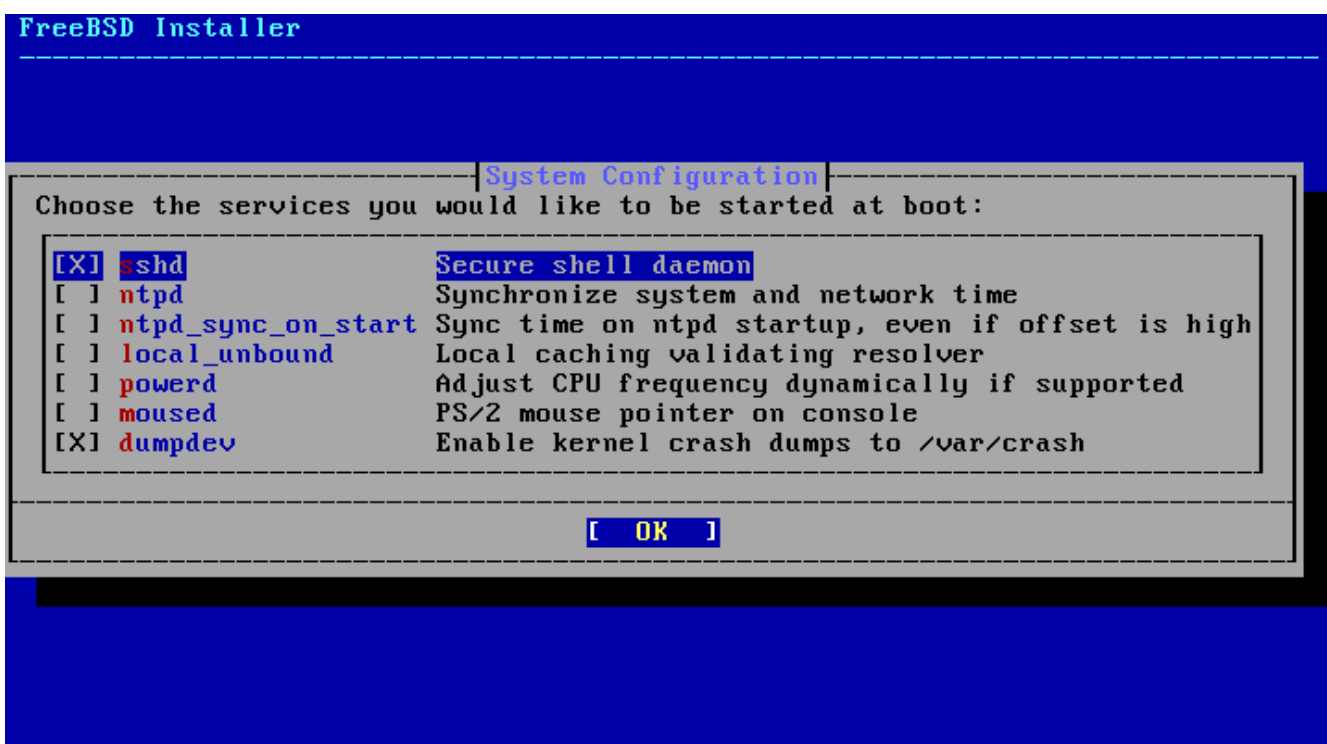 FreeBSD Installer
System Configuration
Choose the services you would like to be started at boot:
[X] sshd Secure shell daemon
[ ] ntpd Synchronize system and network time
[ ] ntpd_sync_on_start Sync time on ntpd startup, even if offset is high
[ ] local_unbound Local caching validating resolver
[ ] powerd Adjust CPU frequency dynamically if supported
[ ] moused PS/2 mouse pointer on console
[X] dumpdev Enable kernel crash dumps to /var/crash
[ OK ]